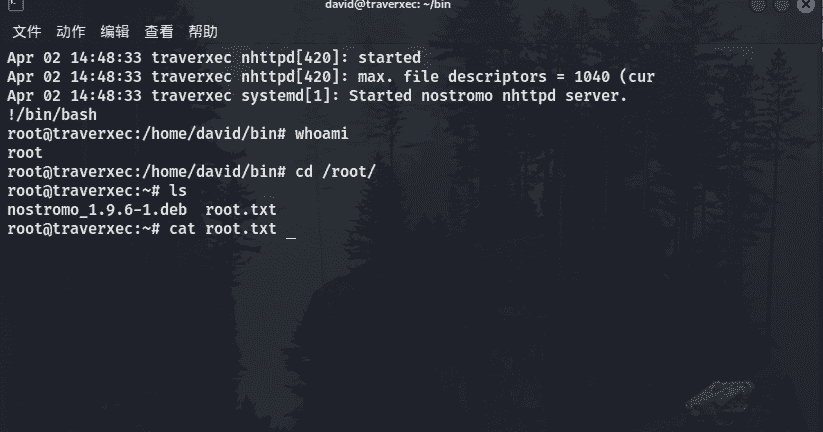 david@traverxec: ~/bin
文件 动作 编辑 查看 帮助
Apr 02 14:48:33 traverxec nhttpd[420]: started
Apr 02 14:48:33 traverxec nhttpd[420]: max. file descriptors = 1040 (cur
Apr 02 14:48:33 traverxec systemd[1]: Started nostromo nhttpd server.
!/bin/bash
root@traverxec:/home/david/bin# whoami
root
root@traverxec:/home/david/bin# cd /root/
root@traverxec:~# ls
nostromo_1.9.6-1.deb  root.txt
root@traverxec:~# cat root.txt _